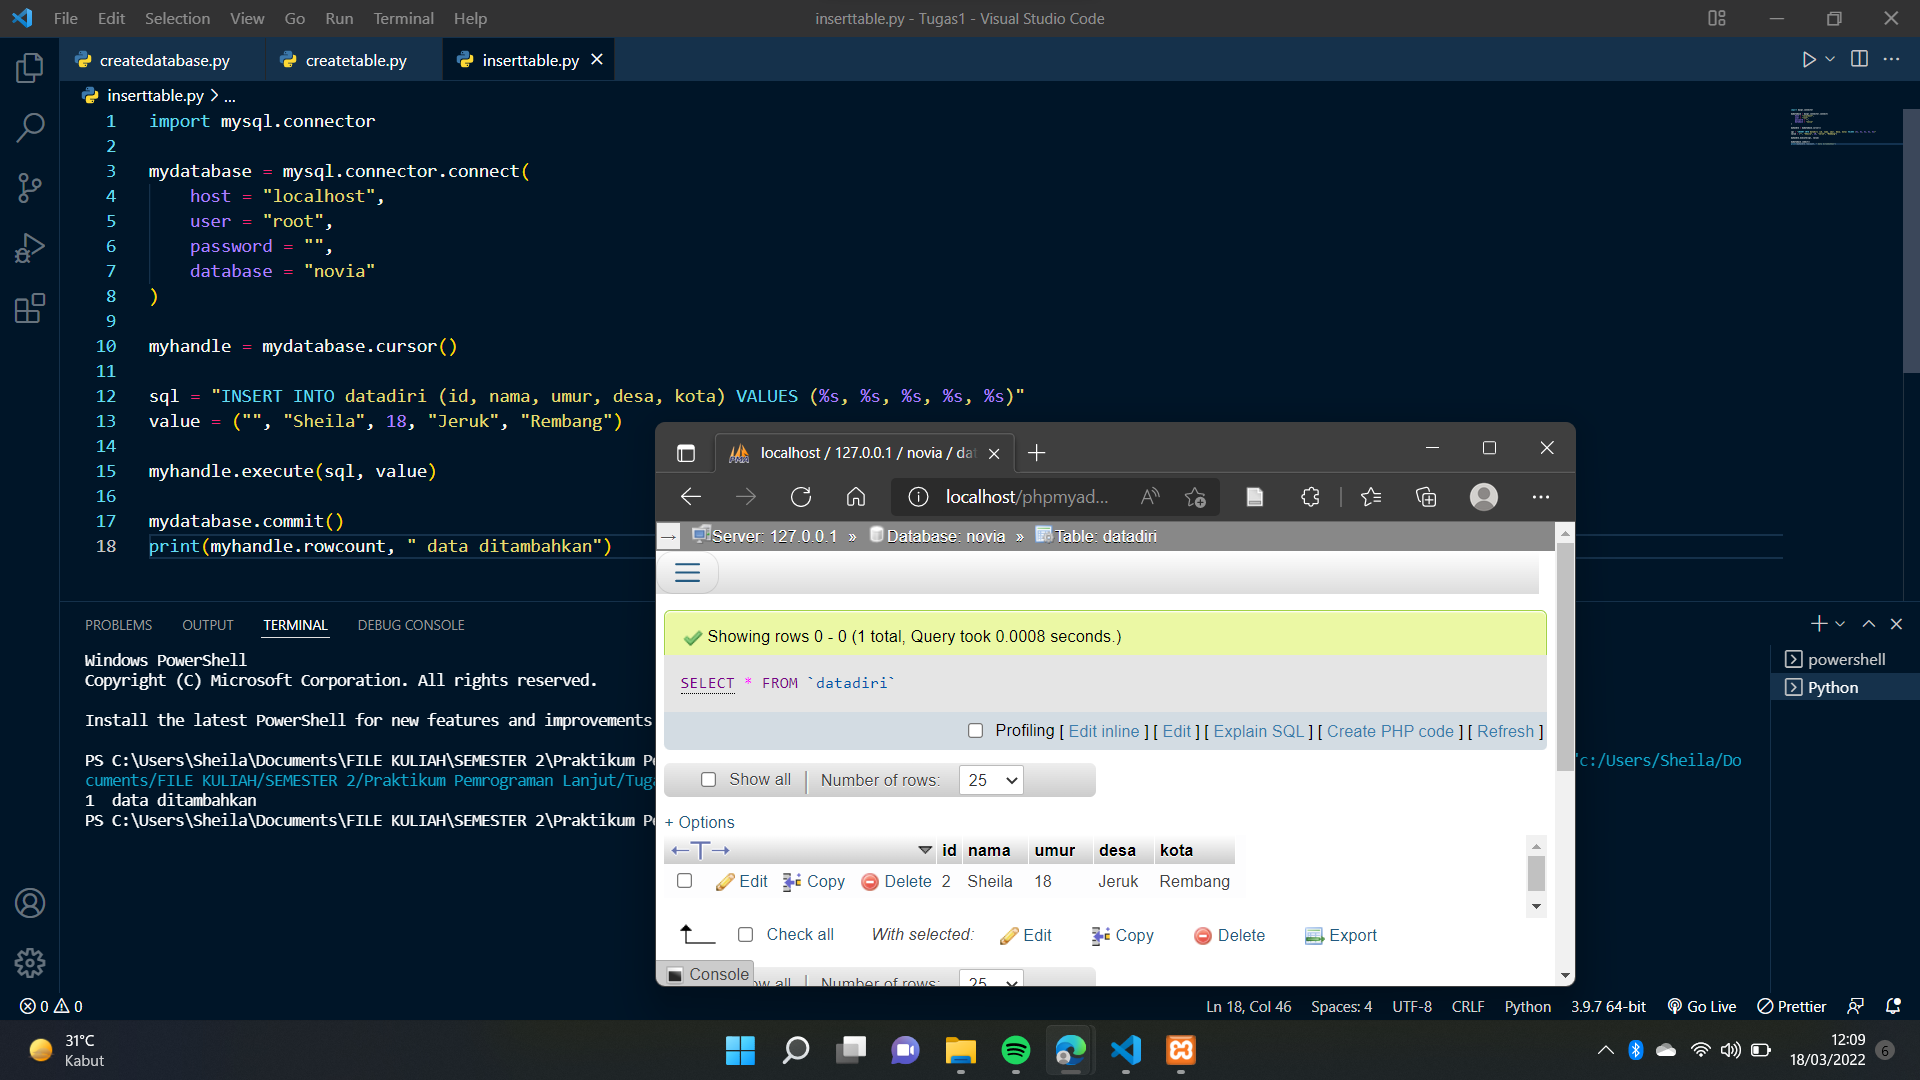 File Edit Selection View Go Run Terminal Help
inserttable.py - Tugas1 - Visual Studio Code
createdatabase.py
createtable.py
inserttable.py
inserttable.py > ...
1 import mysql.connector
2
3 mydatabase = mysql.connector.connect(
4 host = "localhost",
5 user = "root",
6 password = "",
7 database = "novia"
8 )
9
10 myhandle = mydatabase.cursor()
11
12 sql = "INSERT INTO datadiri (id, nama, umur, desa, kota) VALUES (%s, %s, %s, %s, %s)"
13 value = ("", "Sheila", 18, "Jeruk", "Rembang")
14
15 myhandle.execute(sql, value)
16
17 mydatabase.commit()
18 print(myhandle.rowcount, " data ditambahkan")
PROBLEMS OUTPUT TERMINAL DEBUG CONSOLE
Windows PowerShell
Copyright (C) Microsoft Corporation. All rights reserved.
Install the latest PowerShell for new features and improvements
PS C:\Users\Sheila\Documents\FILE KULIAH\SEMESTER 2\Praktikum P
'c:/Users/Sheila/Do
cuments/FILE KULIAH/SEMESTER 2/Praktikum Pemrograman Lanjut/Tuga
1 data ditambahkan
PS C:\Users\Sheila\Documents\FILE KULIAH\SEMESTER 2\Praktikum P
powershell
Python
localhost / 127.0.0.1 / novia / da
localhost/phpmyad...
Server: 127.0.0.1 » Database: novia » Table: datadiri
Showing rows 0 - 0 (1 total, Query took 0.0008 seconds.)
SELECT * FROM `datadiri`
Profiling [ Edit inline ] [ Edit ] [ Explain SQL ] [ Create PHP code ] [ Refresh ]
Show all Number of rows: 25
+ Options
←T→ id nama umur desa kota
Edit Copy Delete 2 Sheila 18 Jeruk Rembang
Check all With selected: Edit Copy Delete Export
Console
Number of rows: 25
0 0
Ln 18, Col 46 Spaces: 4 UTF-8 CRLF Python 3.9.7 64-bit Go Live Prettier
31°C
Kabut
12:09
18/03/2022
6